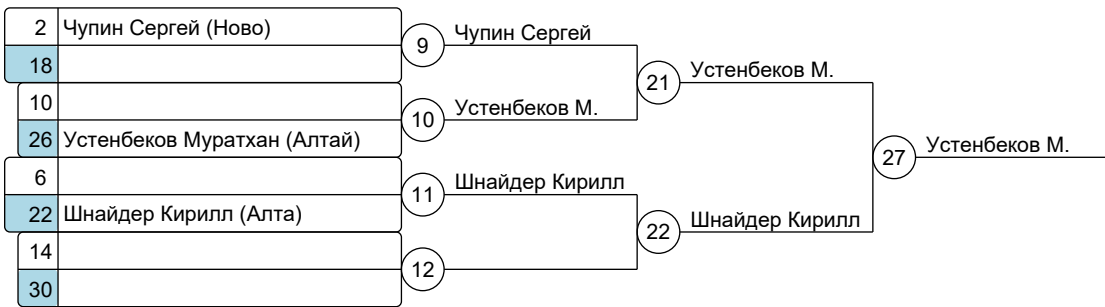 2 Чупин Сергей (Ново)
18
10
26 Устенбеков Муратхан (Алтай)
6
22 Шнайдер Кирилл (Алта)
14
30
9 Чупин Сергей
10 Устенбеков М.
11 Шнайдер Кирилл
12
21 Устенбеков М.
22 Шнайдер Кирилл
27 Устенбеков М.